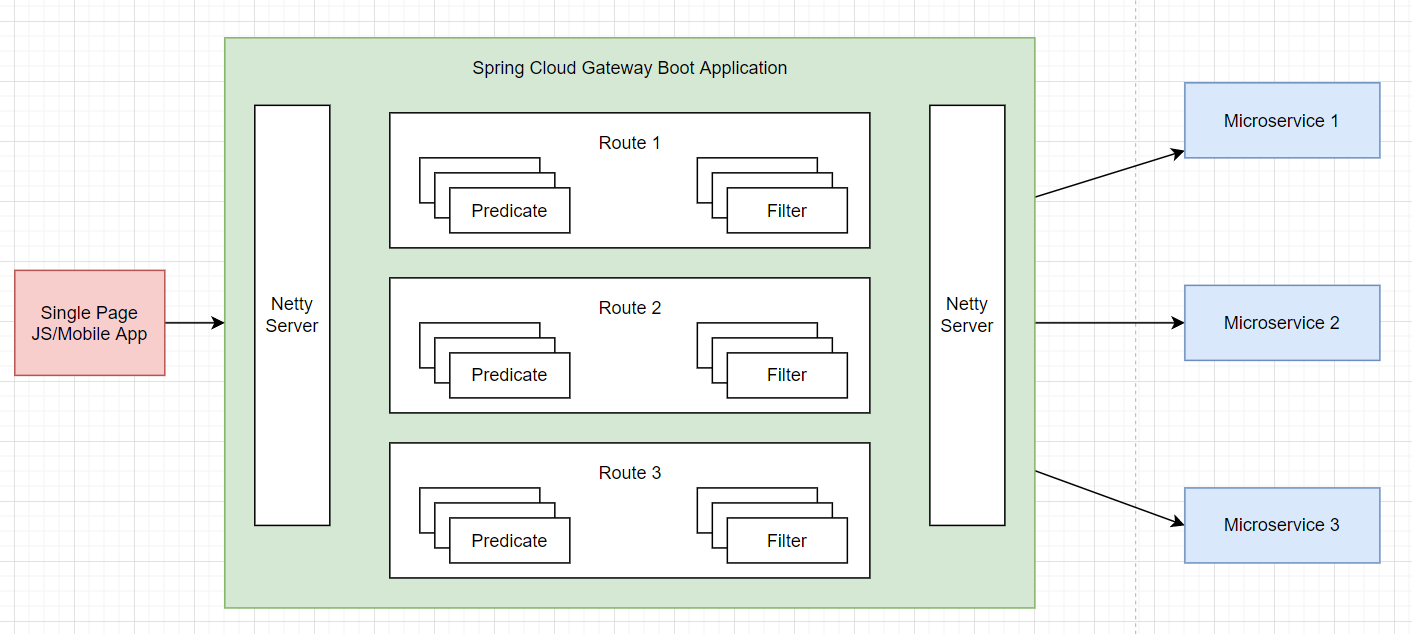 Spring Cloud Gateway Boot Application
Single Page
JS/Mobile App
Netty
Server
Route 1
Predicate
Filter
Route 2
Predicate
Filter
Route 3
Predicate
Filter
Netty
Server
Microservice 1
Microservice 2
Microservice 3